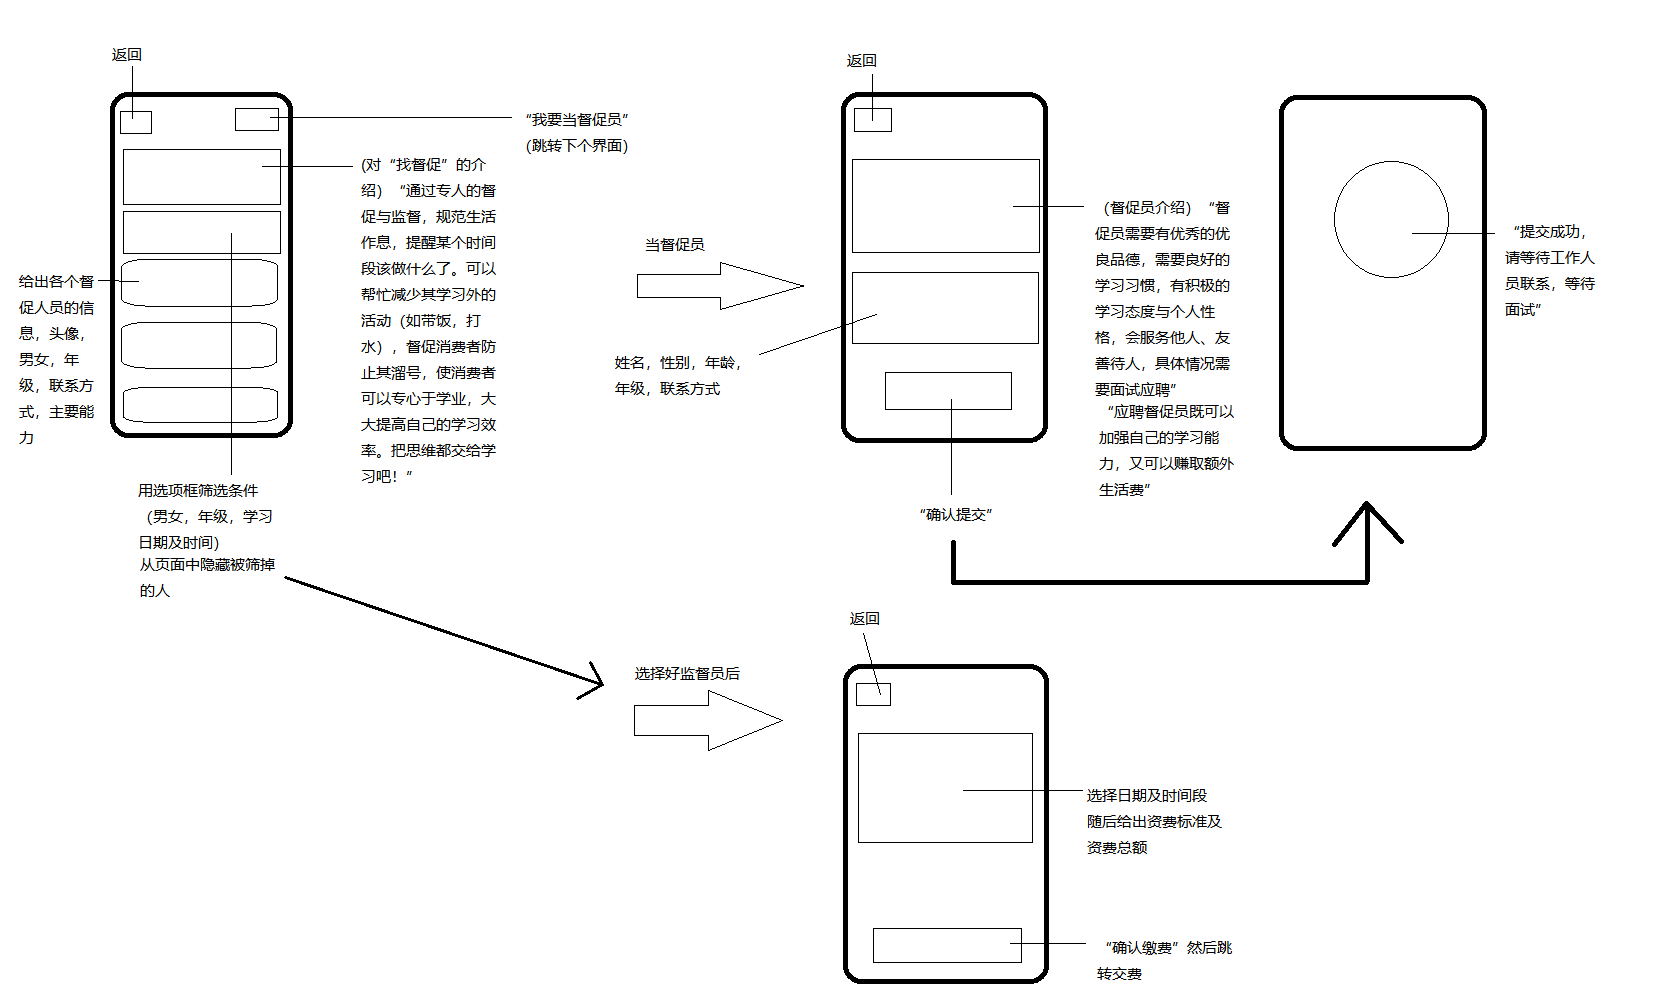 返回
“我要当督促员”
（跳转下个界面）
(对“找督促”的介
绍）“通过专人的督
促与监督，规范生活
作息，提醒某个时间
段该做什么了。可以
帮忙减少其学习外的
活动（如带饭，打
水），督促消费者防
止其溜号，使消费者
可以专心于学业，大
大提高自己的学习效
率。把思维都交给学
习吧！”
给出各个督
促人员的信
息，头像，
男女，年
级，联系方
式，主要能
力
用选项框筛选条件
（男女，年级，学习
日期及时间）
从页面中隐藏被筛掉
的人
当督促员
返回
（督促员介绍）“督
促员需要有优秀的优
良品德，需要良好的
学习习惯，有积极的
学习态度与个人性
格，会服务他人、友
善待人，具体情况需
要面试应聘”
“应聘督促员既可以
加强自己的学习能
力，又可以赚取额外
生活费”
姓名，性别，年龄，
年级，联系方式
“确认提交”
“提交成功，
请等待工作人
员联系，等待
面试”
选择好监督员后
返回
选择日期及时间段
随后给出资费标准及
资费总额
“确认缴费”然后跳
转交费